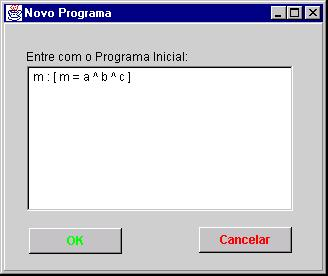 Novo Programa
Entre com o Programa Inicial:
m : [ m = a ^ b ^ c ]
OK
Cancelar